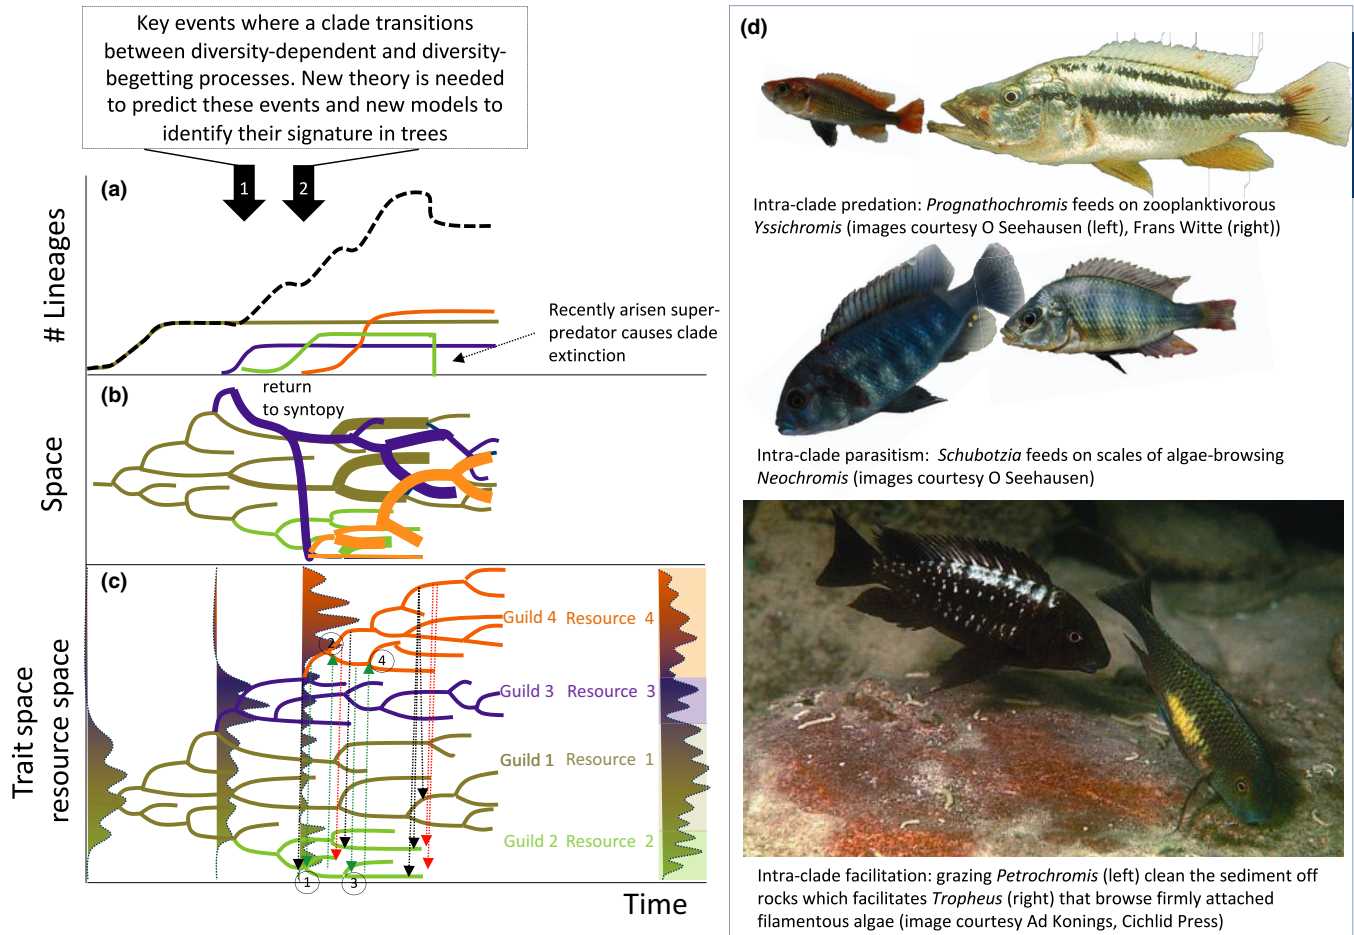 Key events where a clade transitions
between diversity-dependent and diversity-
begetting processes. New theory is needed
to predict these events and new models to
identify their signature in trees
1
2
(a)
# Lineages
Recently arisen super-
predator causes clade
extinction
(b)
return
to syntopy
Space
(c)
Trait space
resource space
Guild 4 Resource 4
2
4
Guild 3 Resource 3
Guild 1 Resource 1
Guild 2 Resource 2
1
3
Time
(d)
Intra-clade predation: Prognathochromis feeds on zooplanktivorous
Yssichromis (images courtesy O Seehausen (left), Frans Witte (right))
Intra-clade parasitism: Schubotzia feeds on scales of algae-browsing
Neochromis (images courtesy O Seehausen)
Intra-clade facilitation: grazing Petrochromis (left) clean the sediment off
rocks which facilitates Tropheus (right) that browse firmly attached
filamentous algae (image courtesy Ad Konings, Cichlid Press)